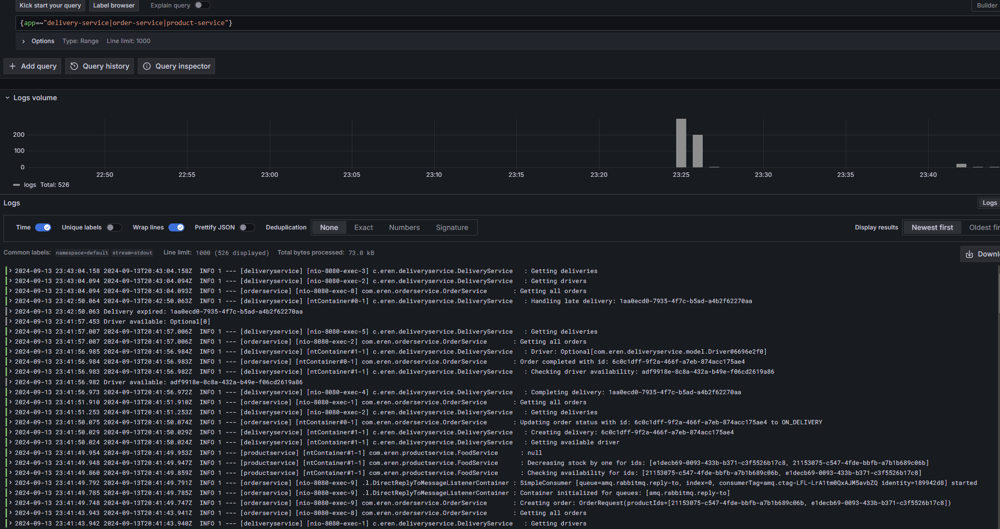 Kick start your query Label browser Explain query Builder
{app=~"delivery-service|order-service|product-service"}
Options Type: Range Line limit: 1000
Add query Query history Query inspector
Logs volume
200
100
0
22:50 22:55 23:00 23:05 23:10 23:15 23:20 23:25 23:30 23:35 23:40
logs Total: 526
Logs Logs
Time Unique labels Wrap lines Prettify JSON Deduplication None Exact Numbers Signature Display results Newest first Oldest fir
Common labels: namespace=default stream=stdout Line limit: 1000 (526 displayed) Total bytes processed: 73.0 kB Downl
2024-09-13 23:43:04.158 2024-09-13T20:43:04.158Z INFO 1 --- [deliveryservice] [nio-8080-exec-3] c.eren.deliveryservice.DeliveryService : Getting deliveries
2024-09-13 23:43:04.094 2024-09-13T20:43:04.094Z INFO 1 --- [deliveryservice] [nio-8080-exec-2] c.eren.deliveryservice.DeliveryService : Getting drivers
2024-09-13 23:43:04.094 2024-09-13T20:43:04.093Z INFO 1 --- [orderservice] [nio-8080-exec-8] com.eren.orderservice.OrderService : Getting all orders
2024-09-13 23:42:50.064 2024-09-13T20:42:50.063Z INFO 1 --- [deliveryservice] [ntContainer#0-1] c.eren.deliveryservice.DeliveryService : Handling late delivery: 1aa0ecd0-7935-4f7c-b5ad-a4b2f62270aa
2024-09-13 23:42:50.063 Delivery expired: 1aa0ecd0-7935-4f7c-b5ad-a4b2f62270aa
2024-09-13 23:41:57.453 Driver available: Optional[0]
2024-09-13 23:41:57.007 2024-09-13T20:41:57.006Z INFO 1 --- [deliveryservice] [nio-8080-exec-5] c.eren.deliveryservice.DeliveryService : Getting deliveries
2024-09-13 23:41:57.007 2024-09-13T20:41:57.006Z INFO 1 --- [orderservice] [nio-8080-exec-2] com.eren.orderservice.OrderService : Getting all orders
2024-09-13 23:41:56.985 2024-09-13T20:41:56.984Z INFO 1 --- [deliveryservice] [ntContainer#1-1] c.eren.deliveryservice.DeliveryService : Driver: Optional[com.eren.deliveryservice.model.Driver@6696e2f0]
2024-09-13 23:41:56.984 2024-09-13T20:41:56.983Z INFO 1 --- [orderservice] [ntContainer#0-1] com.eren.orderservice.OrderService : Order completed with id: 6c0c1dff-9f2a-466f-a7eb-874acc175ae4
2024-09-13 23:41:56.983 2024-09-13T20:41:56.982Z INFO 1 --- [deliveryservice] [ntContainer#1-1] c.eren.deliveryservice.DeliveryService : Checking driver availability: adf9918e-8c8a-432a-b49e-f06cd2619a86
2024-09-13 23:41:56.982 Driver available: adf9918e-8c8a-432a-b49e-f06cd2619a86
2024-09-13 23:41:56.973 2024-09-13T20:41:56.972Z INFO 1 --- [deliveryservice] [nio-8080-exec-4] c.eren.deliveryservice.DeliveryService : Completing delivery: 1aa0ecd0-7935-4f7c-b5ad-a4b2f62270aa
2024-09-13 23:41:51.910 2024-09-13T20:41:51.910Z INFO 1 --- [orderservice] [nio-8080-exec-1] com.eren.orderservice.OrderService : Getting all orders
2024-09-13 23:41:51.253 2024-09-13T20:41:51.253Z INFO 1 --- [deliveryservice] [nio-8080-exec-2] c.eren.deliveryservice.DeliveryService : Getting deliveries
2024-09-13 23:41:50.075 2024-09-13T20:41:50.074Z INFO 1 --- [orderservice] [ntContainer#0-1] com.eren.orderservice.OrderService : Updating order status with id: 6c0c1dff-9f2a-466f-a7eb-874acc175ae4 to ON_DELIVERY
2024-09-13 23:41:50.029 2024-09-13T20:41:50.029Z INFO 1 --- [deliveryservice] [ntContainer#1-1] c.eren.deliveryservice.DeliveryService : Creating delivery: 6c0c1dff-9f2a-466f-a7eb-874acc175ae4
2024-09-13 23:41:50.024 2024-09-13T20:41:50.024Z INFO 1 --- [deliveryservice] [ntContainer#1-1] c.eren.deliveryservice.DeliveryService : Getting available driver
2024-09-13 23:41:49.954 2024-09-13T20:41:49.953Z INFO 1 --- [productservice] [ntContainer#1-1] com.eren.productservice.FoodService : null
2024-09-13 23:41:49.948 2024-09-13T20:41:49.947Z INFO 1 --- [productservice] [ntContainer#1-1] com.eren.productservice.FoodService : Decreasing stock by one for ids: [e1decb69-0093-433b-b371-c3f5526b17c8, 21153075-c547-4fde-bbfb-a7b1b689c06b]
2024-09-13 23:41:49.860 2024-09-13T20:41:49.859Z INFO 1 --- [productservice] [ntContainer#1-1] com.eren.productservice.FoodService : Checking availability for ids: [21153075-c547-4fde-bbfb-a7b1b689c06b, e1decb69-0093-433b-b371-c3f5526b17c8]
2024-09-13 23:41:49.792 2024-09-13T20:41:49.791Z INFO 1 --- [orderservice] [nio-8080-exec-9] .l.DirectReplyToMessageListenerContainer : SimpleConsumer [queue=amq.rabbitmq.reply-to, index=0, consumerTag=amq.ctag-LFL-LrA1tm0QxAJM5avbZQ identity=189942d8] started
2024-09-13 23:41:49.785 2024-09-13T20:41:49.785Z INFO 1 --- [orderservice] [nio-8080-exec-9] .l.DirectReplyToMessageListenerContainer : Container initialized for queues: [amq.rabbitmq.reply-to]
2024-09-13 23:41:49.748 2024-09-13T20:41:49.747Z INFO 1 --- [orderservice] [nio-8080-exec-9] com.eren.orderservice.OrderService : Creating order: OrderRequest(productIds=[21153075-c547-4fde-bbfb-a7b1b689c06b, e1decb69-0093-433b-b371-c3f5526b17c8])
2024-09-13 23:41:43.943 2024-09-13T20:41:43.941Z INFO 1 --- [orderservice] [nio-8080-exec-8] com.eren.orderservice.OrderService : Getting all orders
2024-09-13 23:41:43.942 2024-09-13T20:41:43.940Z INFO 1 --- [deliveryservice] [nio-8080-exec-1] c.eren.deliveryservice.DeliveryService : Getting drivers